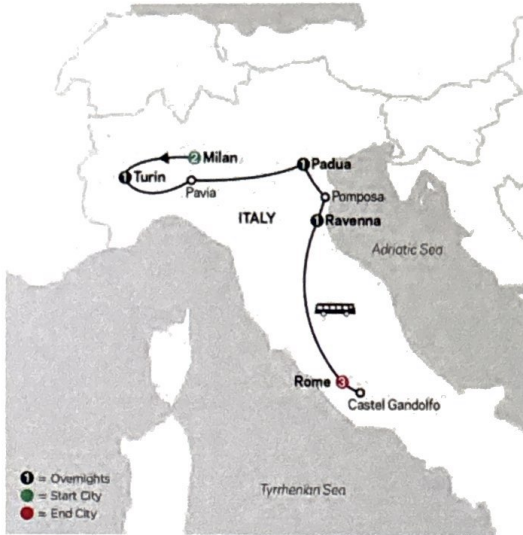 2 Milan
1 Turin
Pavia
1 Padua
Pomposa
ITALY
1 Ravenna
Adriatic Sea
Rome 3
Castel Gandolfo
1 = Overnights
= Start City
= End City
Tyrrhenian Sea